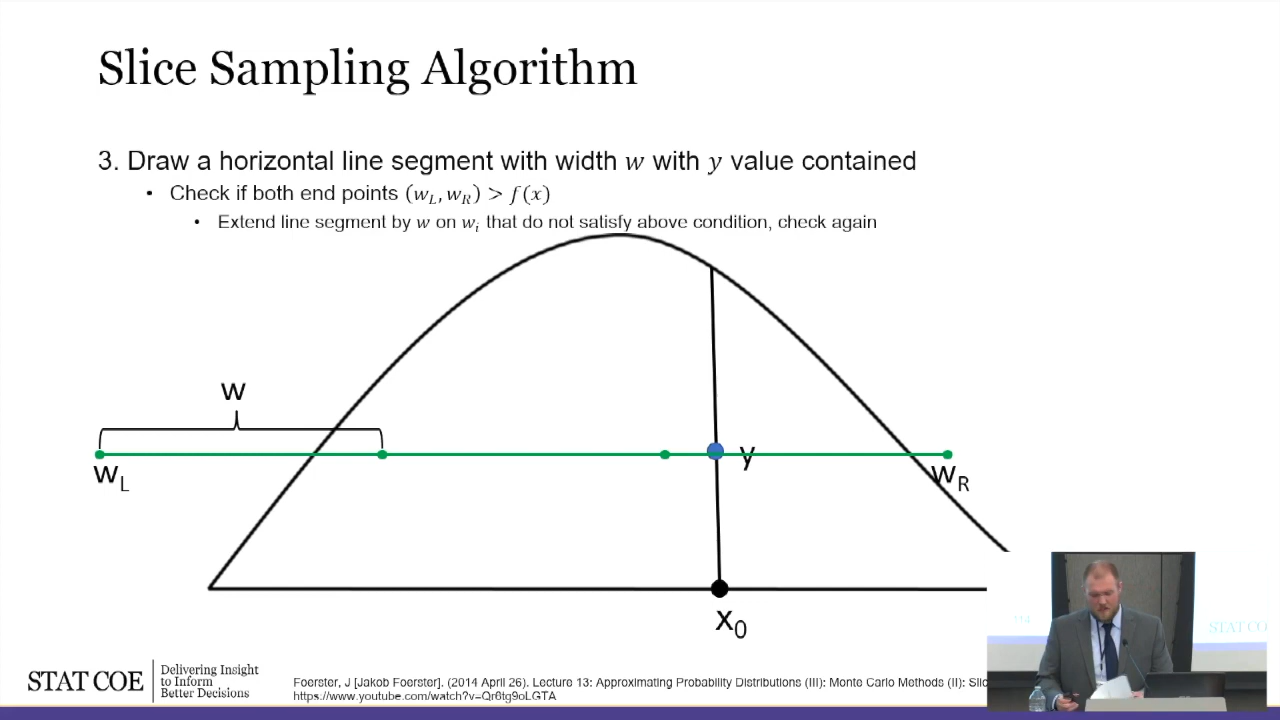 Slice Sampling Algorithm
3. Draw a horizontal line segment with width w with y value contained
• Check if both end points (w_L, w_R) > f(x)
• Extend line segment by w on w_i that do not satisfy above condition, check again
w
y
w_L
w_R
x_0
STAT COE
Delivering Insight
to Inform
Better Decisions
Foerster, J [Jakob Foerster]. (2014 April 26). Lecture 13: Approximating Probability Distributions (III): Monte Carlo Methods (II): Slic
https://www.youtube.com/watch?v=Qr6tg9oLGTA
STAT CO